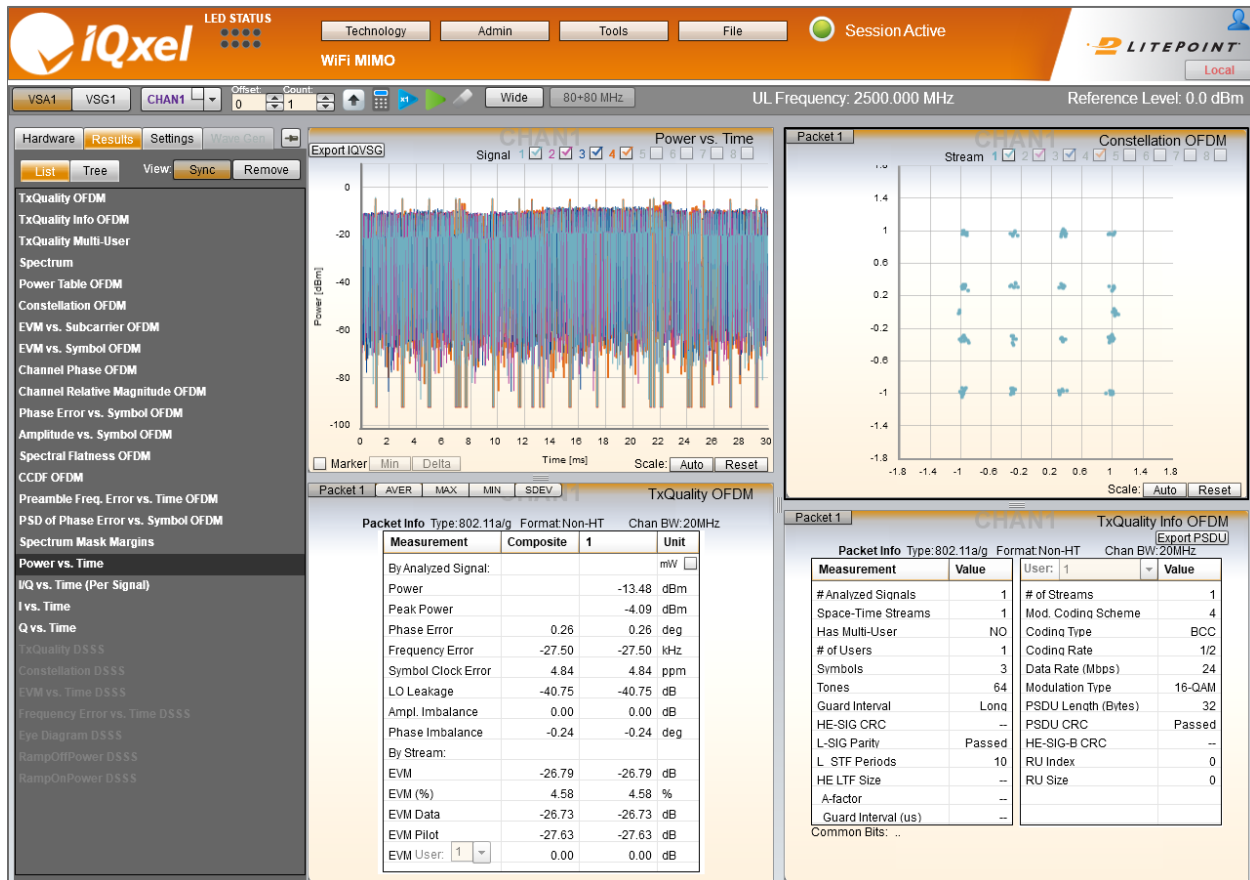 LED STATUS
iQxel
Technology Admin Tools File
Session Active
WiFi MIMO
LITEPOINT
Local
VSA1 VSG1 CHAN1 Offset: 0 Count: 1 x1 Wide 80+80 MHz UL Frequency: 2500.000 MHz Reference Level: 0.0 dBm
Hardware Results Settings Wave Gen.
List Tree View: Sync Remove
TxQuality OFDM
TxQuality Info OFDM
TxQuality Multi-User
Spectrum
Power Table OFDM
Constellation OFDM
EVM vs. Subcarrier OFDM
EVM vs. Symbol OFDM
Channel Phase OFDM
Channel Relative Magnitude OFDM
Phase Error vs. Symbol OFDM
Amplitude vs. Symbol OFDM
Spectral Flatness OFDM
CCDF OFDM
Preamble Freq. Error vs. Time OFDM
PSD of Phase Error vs. Symbol OFDM
Spectrum Mask Margins
Power vs. Time
I/Q vs. Time (Per Signal)
I vs. Time
Q vs. Time
TxQuality DSSS
Constellation DSSS
EVM vs. Time DSSS
Frequency Error vs. Time DSSS
Eye Diagram DSSS
RampOffPower DSSS
RampOnPower DSSS
CHAN1
Power vs. Time
Export IQVSG
Signal 1 2 3 4 5 6 7 8
0
-20
-40
-60
-80
-100
Power [dBm]
0 2 4 6 8 10 12 14 16 18 20 22 24 26 28 30
Time [ms]
Marker Min Delta Scale: Auto Reset
Packet 1
CHAN1
Constellation OFDM
Stream 1 2 3 4 5 6 7 8
1.8
1.4
1
0.6
0.2
-0.2
-0.6
-1
-1.4
-1.8
-1.8 -1.4 -1 -0.6 -0.2 0.2 0.6 1 1.4 1.8
Scale: Auto Reset
Packet 1 AVER MAX MIN SDEV
CHAN1
TxQuality OFDM
Packet Info Type:802.11a/g Format:Non-HT Chan BW:20MHz
Measurement Composite 1 Unit
By Analyzed Signal: mW
Power -13.48 dBm
Peak Power -4.09 dBm
Phase Error 0.26 0.26 deg
Frequency Error -27.50 -27.50 kHz
Symbol Clock Error 4.84 4.84 ppm
LO Leakage -40.75 -40.75 dB
Ampl. Imbalance 0.00 0.00 dB
Phase Imbalance -0.24 -0.24 deg
By Stream:
EVM -26.79 -26.79 dB
EVM (%) 4.58 4.58 %
EVM Data -26.73 -26.73 dB
EVM Pilot -27.63 -27.63 dB
EVM User: 1 0.00 0.00 dB
Packet 1
CHAN1
TxQuality Info OFDM
Export PSDU
Packet Info Type:802.11a/g Format:Non-HT Chan BW:20MHz
Measurement Value User: 1 Value
# Analyzed Signals 1 # of Streams 1
Space-Time Streams 1 Mod. Coding Scheme 4
Has Multi-User NO Coding Type BCC
# of Users 1 Coding Rate 1/2
Symbols 3 Data Rate (Mbps) 24
Tones 64 Modulation Type 16-QAM
Guard Interval Long PSDU Length (Bytes) 32
HE-SIG CRC -- PSDU CRC Passed
L-SIG Parity Passed HE-SIG-B CRC --
L_STF Periods 10 RU Index 0
HE LTF Size -- RU Size 0
A-factor --
Guard Interval (us) --
Common Bits: ..